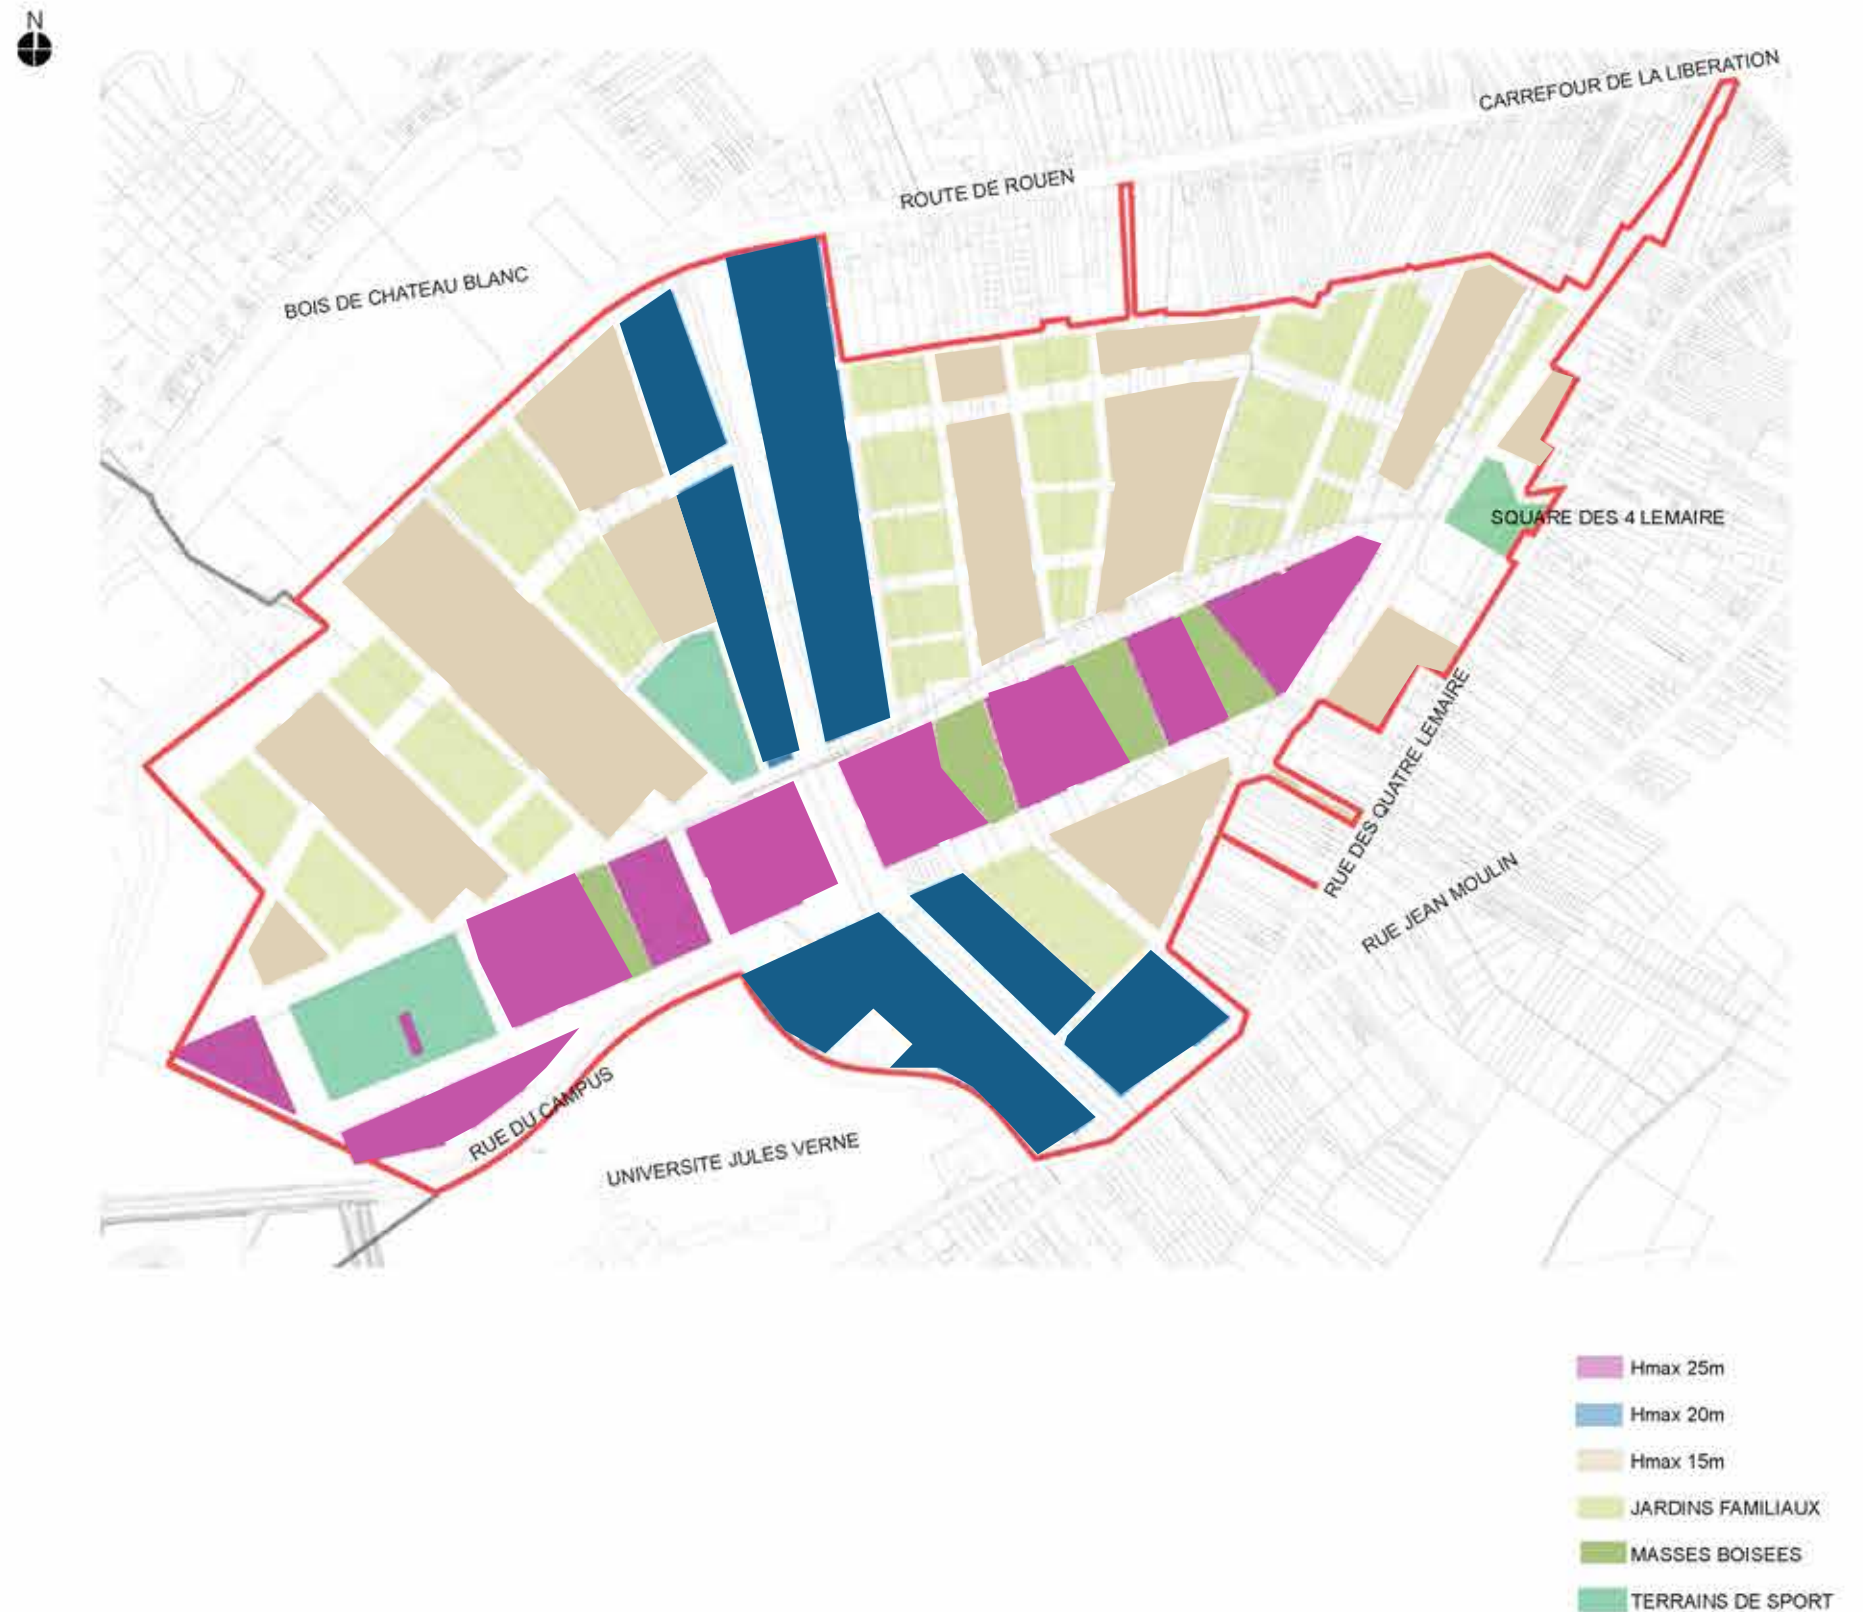 N
CARREFOUR DE LA LIBERATION
ROUTE DE ROUEN
BOIS DE CHATEAU BLANC
SQUARE DES 4 LEMAIRE
RUE DES QUATRE LEMAIRE
RUE JEAN MOULIN
RUE DU CAMPUS
UNIVERSITE JULES VERNE
Hmax 25m
Hmax 20m
Hmax 15m
JARDINS FAMILIAUX
MASSES BOISEES
TERRAINS DE SPORT